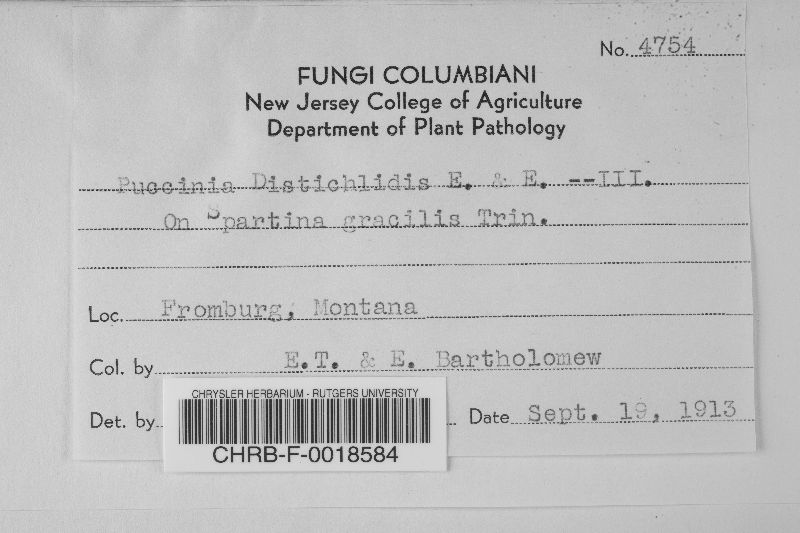 No. 4754
FUNGI COLUMBIANI
New Jersey College of Agriculture
Department of Plant Pathology
Puccinia Distichlidis E. & E. --III.
On Spartina gracilis Trin.
Loc. Fromburg, Montana
Col. by E.T. & E. Bartholomew
Det. by
Date Sept. 19, 1913
CHRYSLER HERBARIUM - RUTGERS UNIVERSITY
CHRB-F-0018584